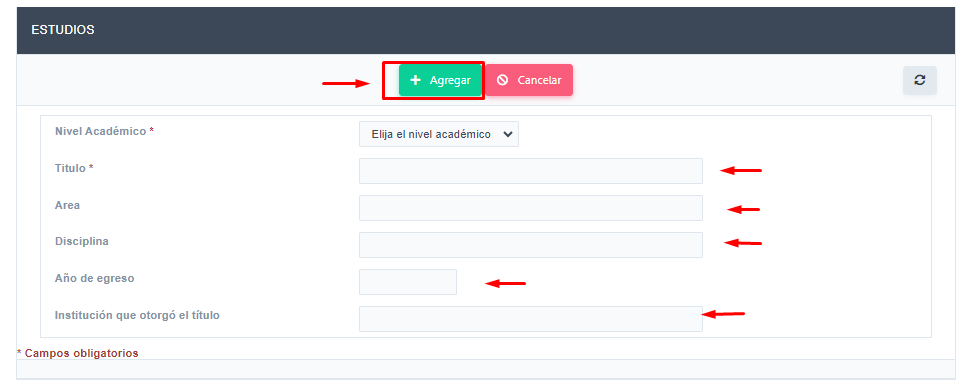 ESTUDIOS
Agregar Cancelar
Nivel Académico * Elija el nivel académico
Titulo *
Area
Disciplina
Año de egreso
Institución que otorgó el título
* Campos obligatorios